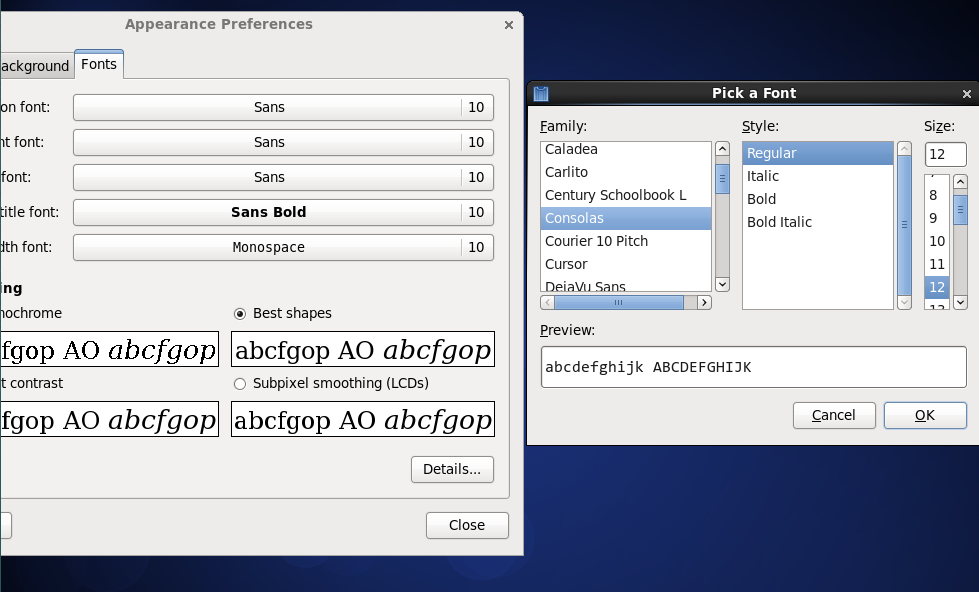 Appearance Preferences
ackground Fonts
on font: Sans 10
nt font: Sans 10
font: Sans 10
title font: Sans Bold 10
dth font: Monospace 10
ing
nochrome Best shapes
fgop AO abcfgop abcfgop AO abcfgop
t contrast Subpixel smoothing (LCDs)
fgop AO abcfgop abcfgop AO abcfgop
Details...
Close
Pick a Font
Family: Style: Size:
12
Caladea
Carlito
Century Schoolbook L
Consolas
Courier 10 Pitch
Cursor
DejaVu Sans
Regular
Italic
Bold
Bold Italic
8
9
10
11
12
13
Preview:
abcdefghijk ABCDEFGHIJK
Cancel OK